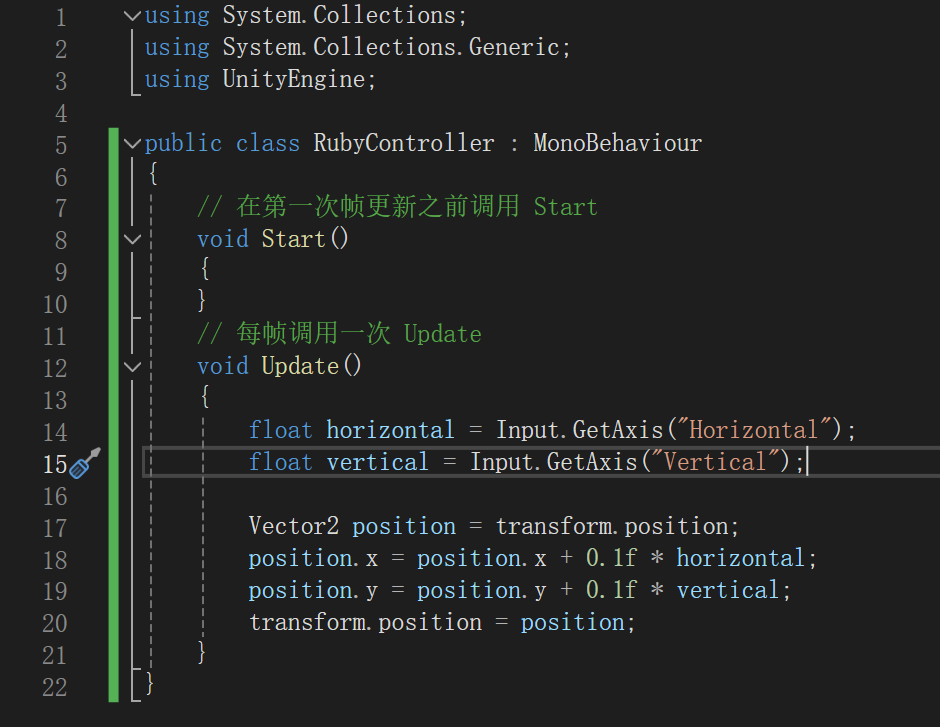 1 using System.Collections;
2 using System.Collections.Generic;
3 using UnityEngine;
4
5 public class RubyController : MonoBehaviour
6 {
7 // 在第一次帧更新之前调用 Start
8 void Start()
9 {
10 }
11 // 每帧调用一次 Update
12 void Update()
13 {
14 float horizontal = Input.GetAxis("Horizontal");
15 float vertical = Input.GetAxis("Vertical");
16
17 Vector2 position = transform.position;
18 position.x = position.x + 0.1f * horizontal;
19 position.y = position.y + 0.1f * vertical;
20 transform.position = position;
21 }
22 }